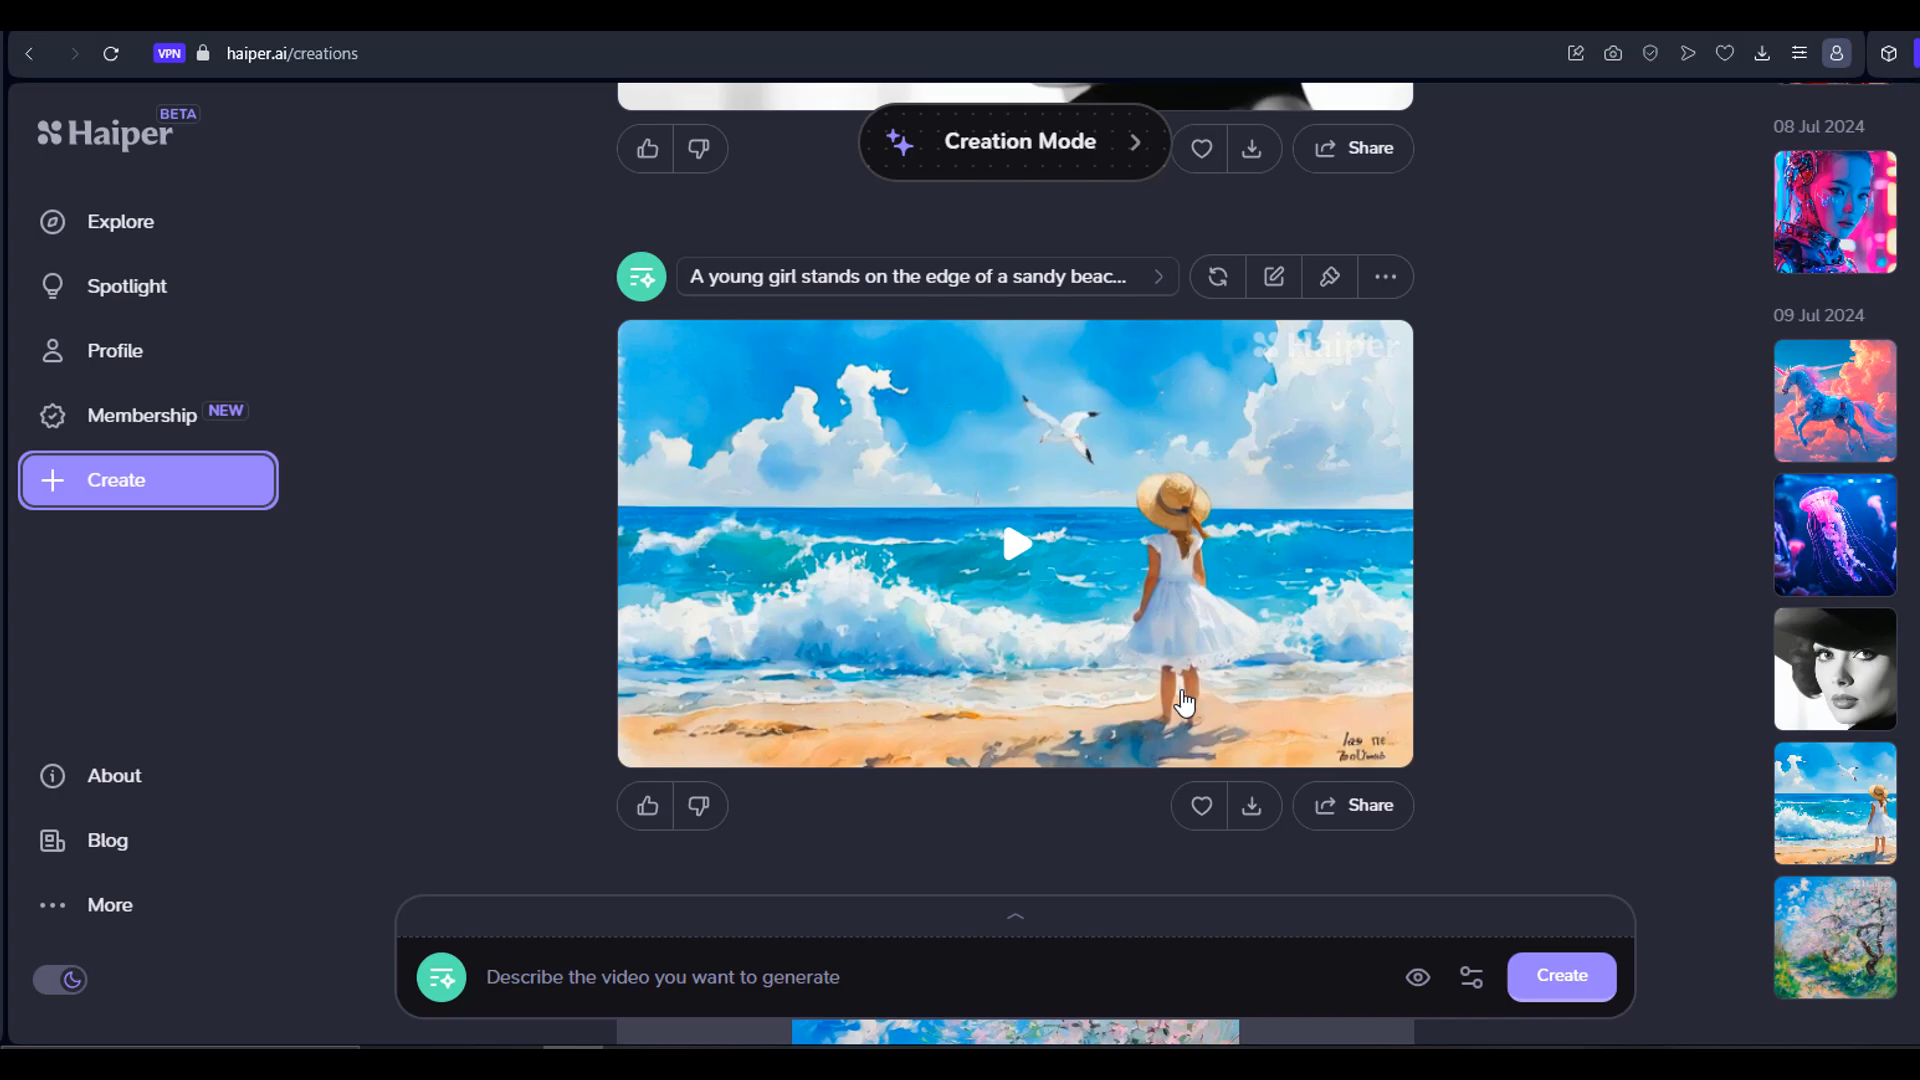 VPN
haiper.ai/creations
Haiper
BETA
Explore
Spotlight
Profile
Membership NEW
Create
About
Blog
More
Creation Mode
Share
A young girl stands on the edge of a sandy beac...
Haiper
Share
Describe the video you want to generate
Create
08 Jul 2024
09 Jul 2024